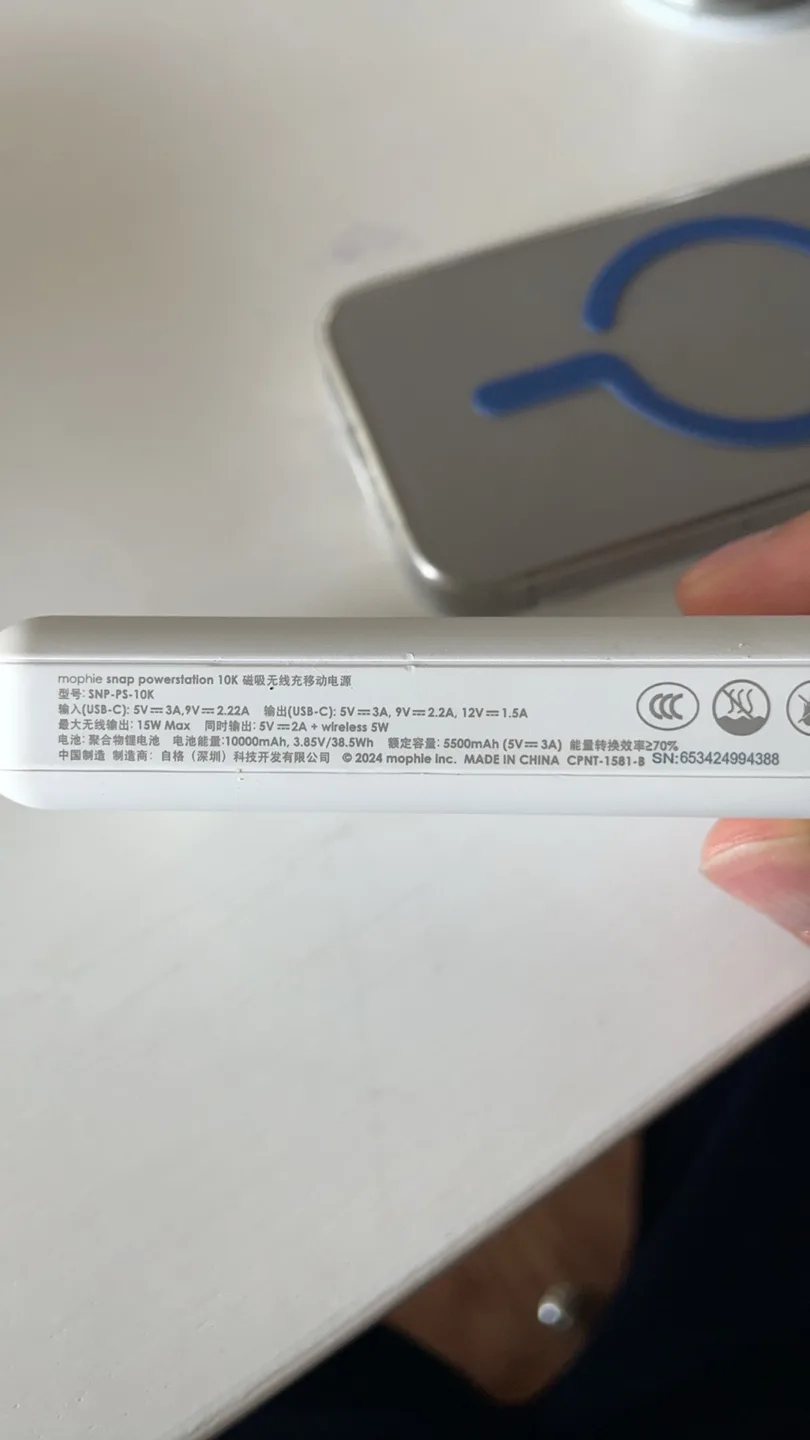 mophie snap powerstation 10K 磁吸无线充移动电源
型号: SNP-PS-10K
输入(USB-C): 5V⎓3A,9V⎓2.22A 输出(USB-C): 5V⎓3A, 9V⎓2.2A, 12V⎓1.5A
最大无线输出: 15W Max 同时输出: 5V⎓2A + wireless 5W
电池: 聚合物锂电池 电池能量:10000mAh, 3.85V/38.5Wh 额定容量: 5500mAh (5V⎓3A) 能量转换效率≥70%
中国制造 制造商: 自格（深圳）科技开发有限公司 © 2024 mophie inc. MADE IN CHINA CPNT-1581-B SN:653424994388
CCC